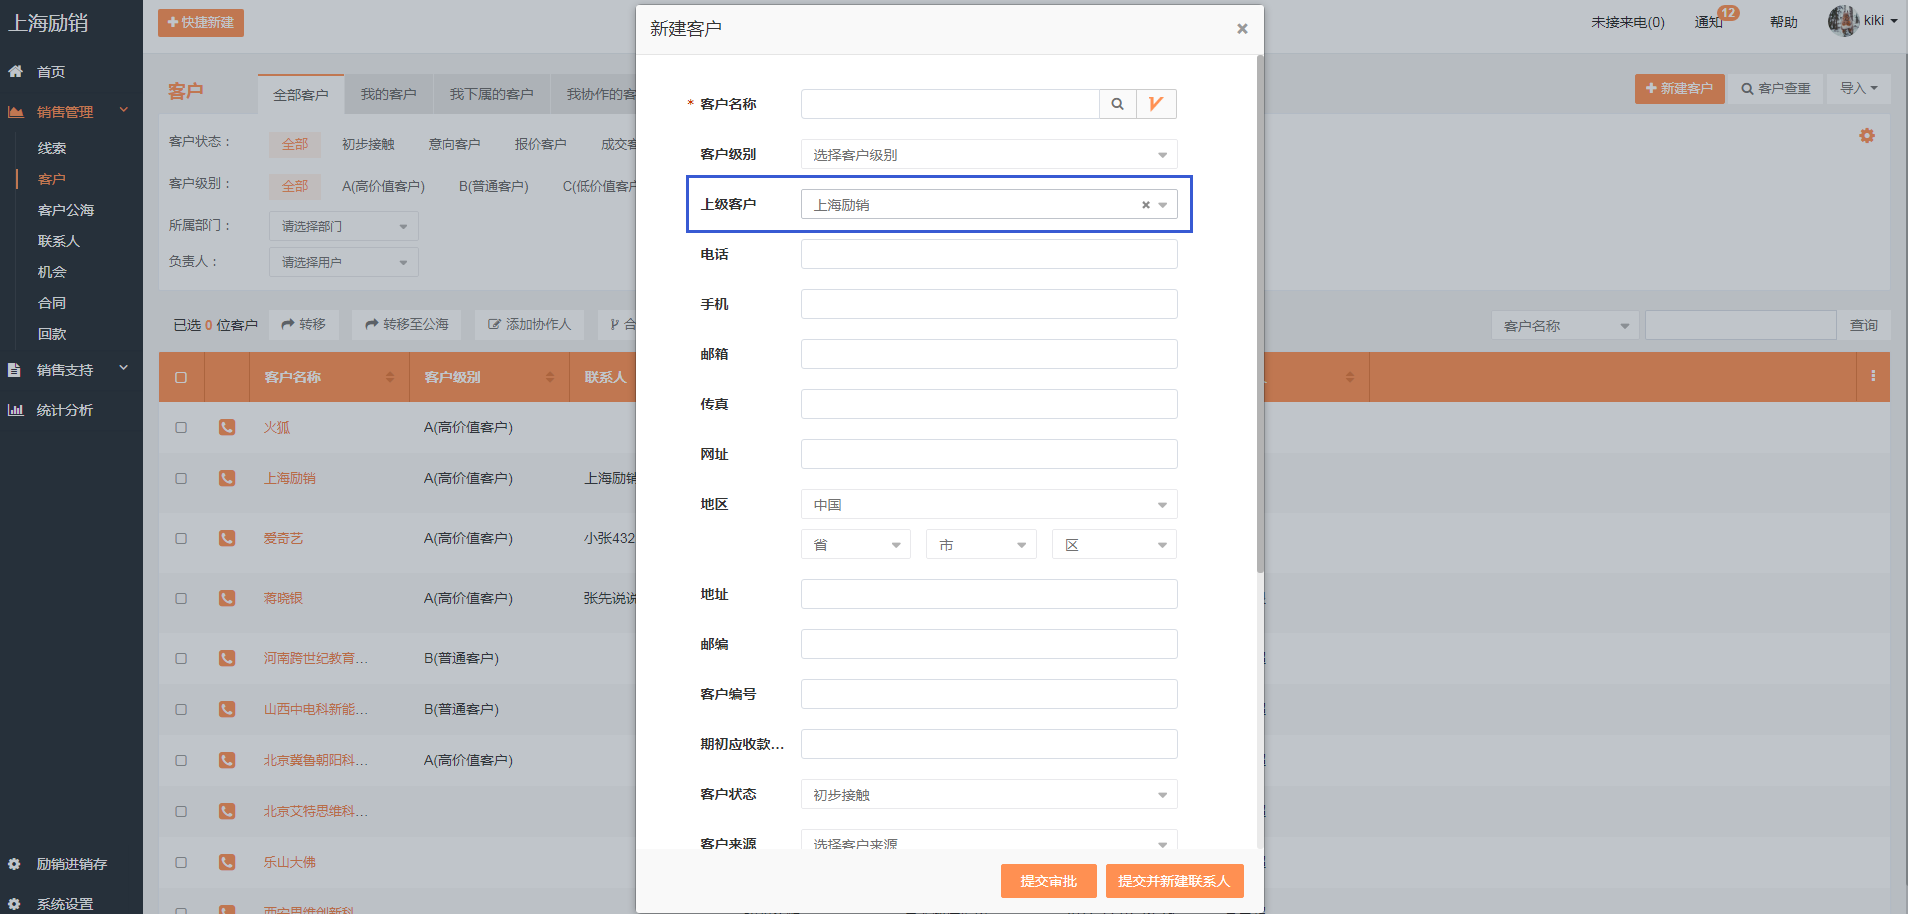 上海励销
快捷新建
未接来电(0)
通知
12
帮助
kiki
首页
销售管理
线索
客户
客户公海
联系人
机会
合同
回款
销售支持
统计分析
励销进销存
系统设置
客户
全部客户
我的客户
我下属的客户
我协作的客
新建客户
客户查重
导入
客户状态：
全部
初步接触
意向客户
报价客户
成交客
客户级别：
全部
A(高价值客户)
B(普通客户)
C(低价值客户
所属部门：
请选择部门
负责人：
请选择用户
已选 0 位客户
转移
转移至公海
添加协作人
合
客户名称
查询
客户名称
客户级别
联系人
火狐
A(高价值客户)
上海励销
A(高价值客户)
上海励销
爱奇艺
A(高价值客户)
小张432
蒋晓银
A(高价值客户)
张先说说
河南跨世纪教育...
B(普通客户)
山西中电科新能...
B(普通客户)
北京冀鲁朝阳科...
A(高价值客户)
北京艾特思维科...
乐山大佛
西安思维创新科
新建客户
×
* 客户名称
客户级别
选择客户级别
上级客户
上海励销
×
电话
手机
邮箱
传真
网址
地区
中国
省
市
区
地址
邮编
客户编号
期初应收款...
客户状态
初步接触
客户来源
选择客户来源
提交审批
提交并新建联系人